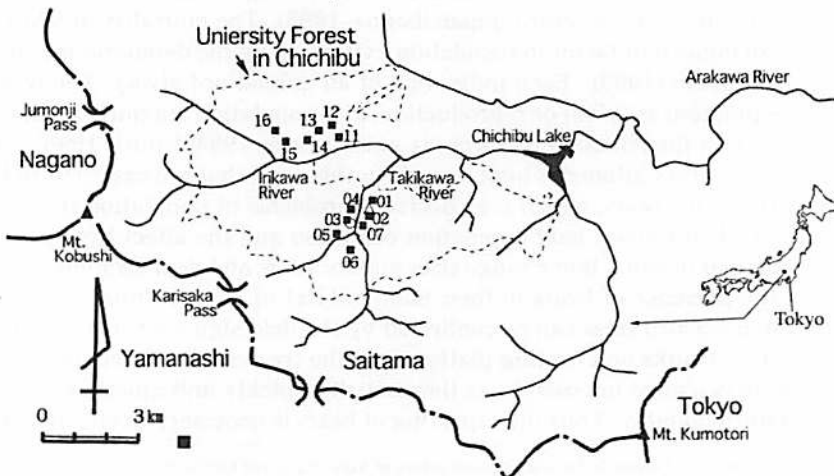 University Forest
in Chichibu
Arakawa River
Jumonji
Pass
16
13
12
11
15
14
Chichibu Lake
Nagano
Irikawa
River
Takikawa
River
01
04
03
02
05
07
06
Mt.
Kobushi
Karisaka
Pass
Tokyo
Yamanashi
Saitama
0
3 km
Tokyo
Mt. Kumotori